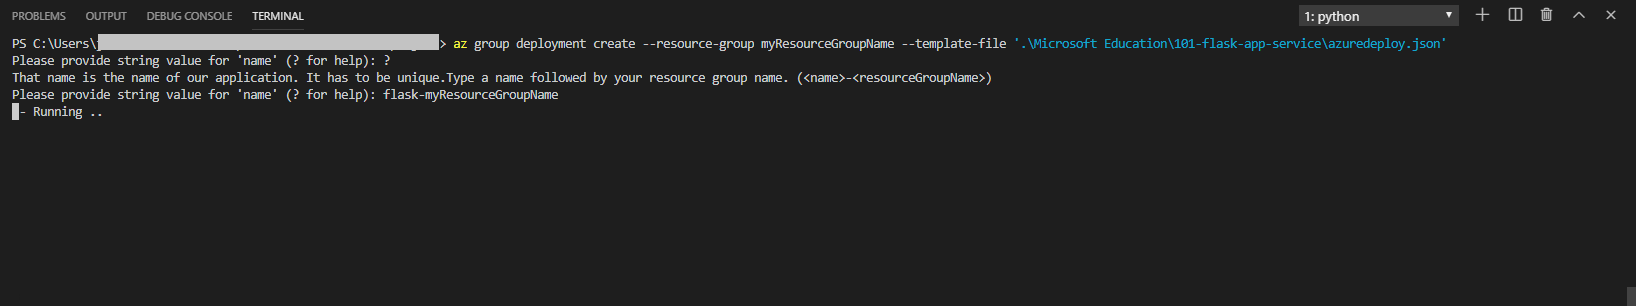 PROBLEMS OUTPUT DEBUG CONSOLE TERMINAL 1: python
PS C:\Users\ > az group deployment create --resource-group myResourceGroupName --template-file '.\Microsoft Education\101-flask-app-service\azuredeploy.json'
Please provide string value for 'name' (? for help): ?
That name is the name of our application. It has to be unique.Type a name followed by your resource group name. (<name>-<resourceGroupName>)
Please provide string value for 'name' (? for help): flask-myResourceGroupName
- Running ..